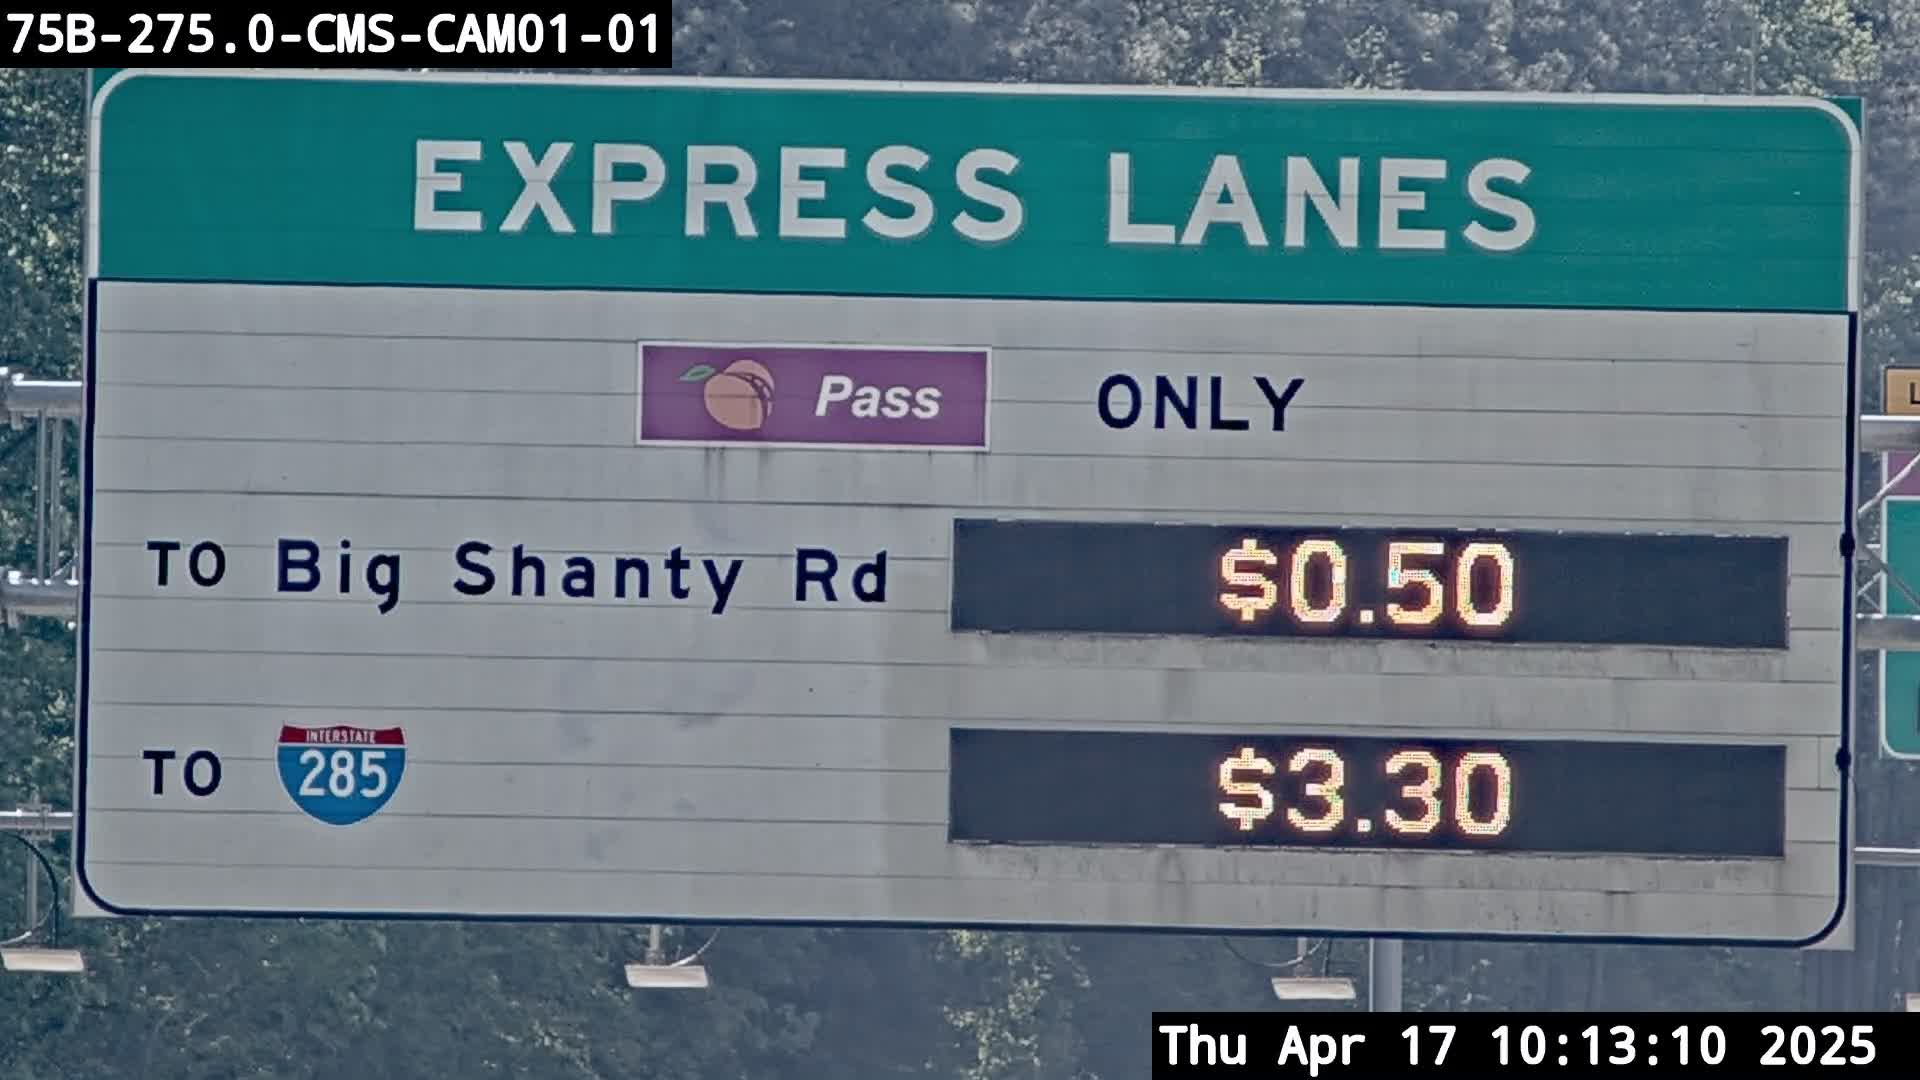 75B-275.0-CMS-CAM01-01
EXPRESS LANES
Pass ONLY
TO Big Shanty Rd $0.50
INTERSTATE
TO 285 $3.30
Thu Apr 17 10:13:10 2025